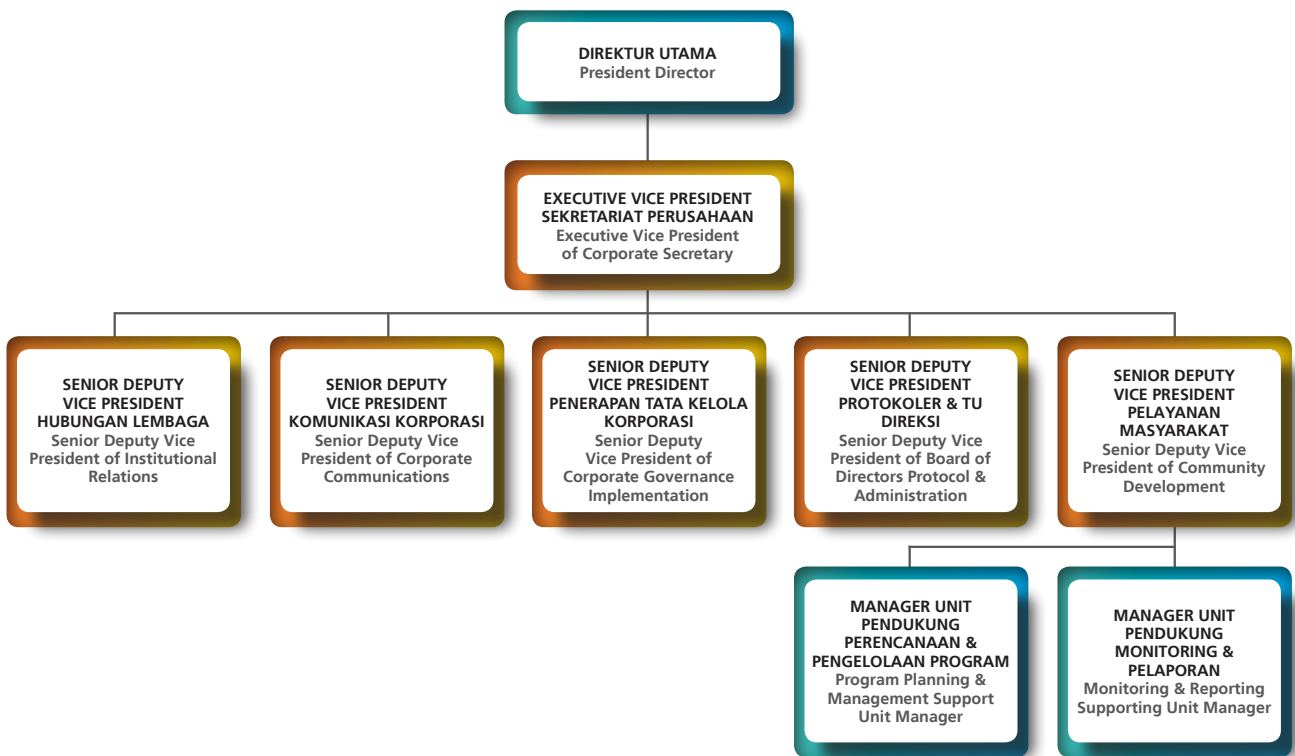 DIREKTUR UTAMA
President Director
EXECUTIVE VICE PRESIDENT
SEKRETARIAT PERUSAHAAN
Executive Vice President
of Corporate Secretary
SENIOR DEPUTY
VICE PRESIDENT
HUBUNGAN LEMBAGA
Senior Deputy Vice
President of Institutional
Relations
SENIOR DEPUTY
VICE PRESIDENT
KOMUNIKASI KORPORASI
Senior Deputy Vice
President of Corporate
Communications
SENIOR DEPUTY
VICE PRESIDENT
PENERAPAN TATA KELOLA
KORPORASI
Senior Deputy
Vice President of
Corporate Governance
Implementation
SENIOR DEPUTY
VICE PRESIDENT
PROTOKOLER & TU
DIREKSI
Senior Deputy Vice
President of Board of
Directors Protocol &
Administration
SENIOR DEPUTY
VICE PRESIDENT
PELAYANAN
MASYARAKAT
Senior Deputy Vice
President of Community
Development
MANAGER UNIT
PENDUKUNG
PERENCANAAN &
PENGELOLAAN PROGRAM
Program Planning &
Management Support
Unit Manager
MANAGER UNIT
PENDUKUNG
MONITORING &
PELAPORAN
Monitoring & Reporting
Supporting Unit Manager